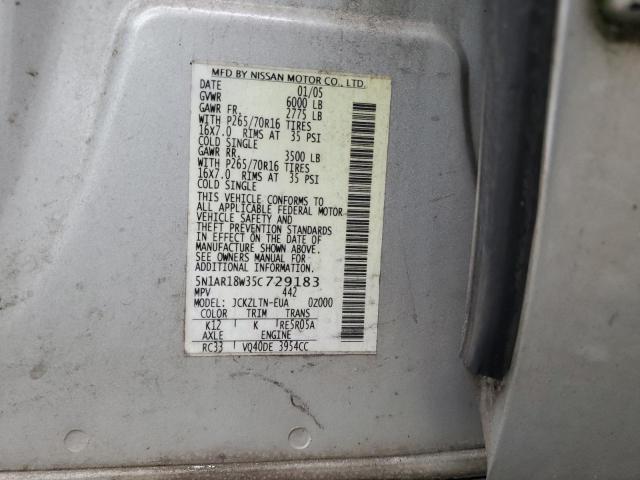 MFD BY NISSAN MOTOR CO., LTD.
DATE 01/05
GVWR 6000 LB
GAWR FR. 2775 LB
WITH P265/70R16 TIRES
16X7.0 RIMS AT 35 PSI
COLD SINGLE
GAWR RR. 3500 LB
WITH P265/70R16 TIRES
16X7.0 RIMS AT 35 PSI
COLD SINGLE
THIS VEHICLE CONFORMS TO
ALL APPLICABLE FEDERAL MOTOR
VEHICLE SAFETY AND
THEFT PREVENTION STANDARDS
IN EFFECT ON THE DATE OF
MANUFACTURE SHOWN ABOVE.
SEE OWNERS MANUAL FOR
ADDITIONAL INFORMATION.
5N1AR18W35C729183
MPV 442
MODEL: JCKZLTN-EUA 02000
COLOR TRIM TRANS
K12 K RE5R05A
AXLE ENGINE
RC33 VQ40DE 3954CC